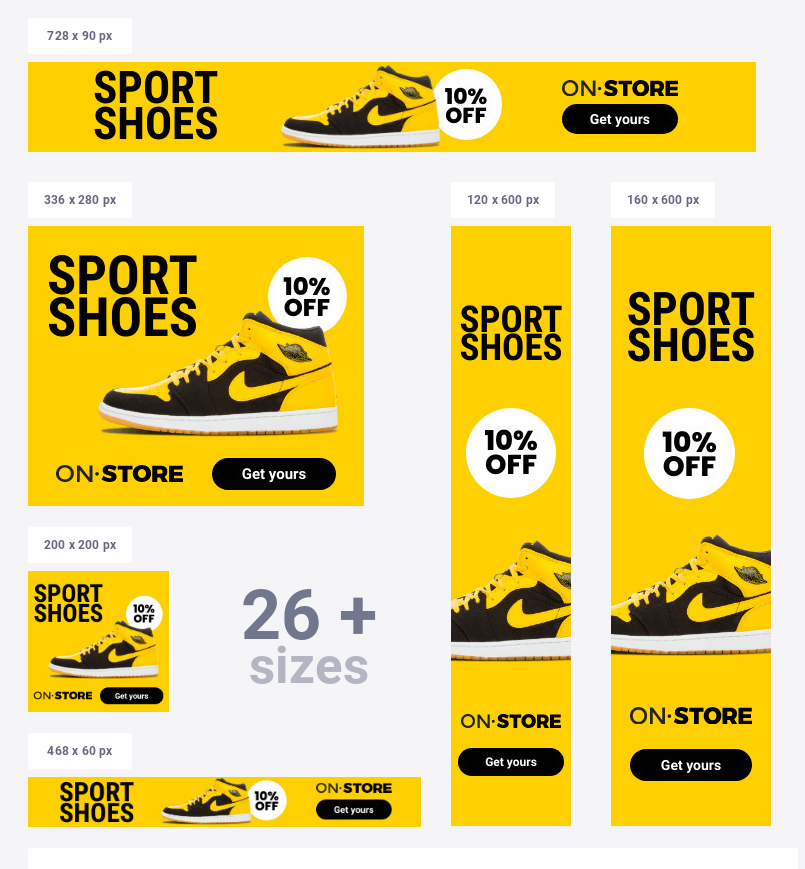 728 x 90 px
SPORT
SHOES
10%
OFF
ON·STORE
Get yours
336 x 280 px
SPORT
SHOES
10%
OFF
ON·STORE
Get yours
120 x 600 px
SPORT
SHOES
10%
OFF
ON·STORE
Get yours
160 x 600 px
SPORT
SHOES
10%
OFF
ON·STORE
Get yours
200 x 200 px
SPORT
SHOES
10%
OFF
ON·STORE
Get yours
26 +
sizes
468 x 60 px
SPORT
SHOES
10%
OFF
ON·STORE
Get yours